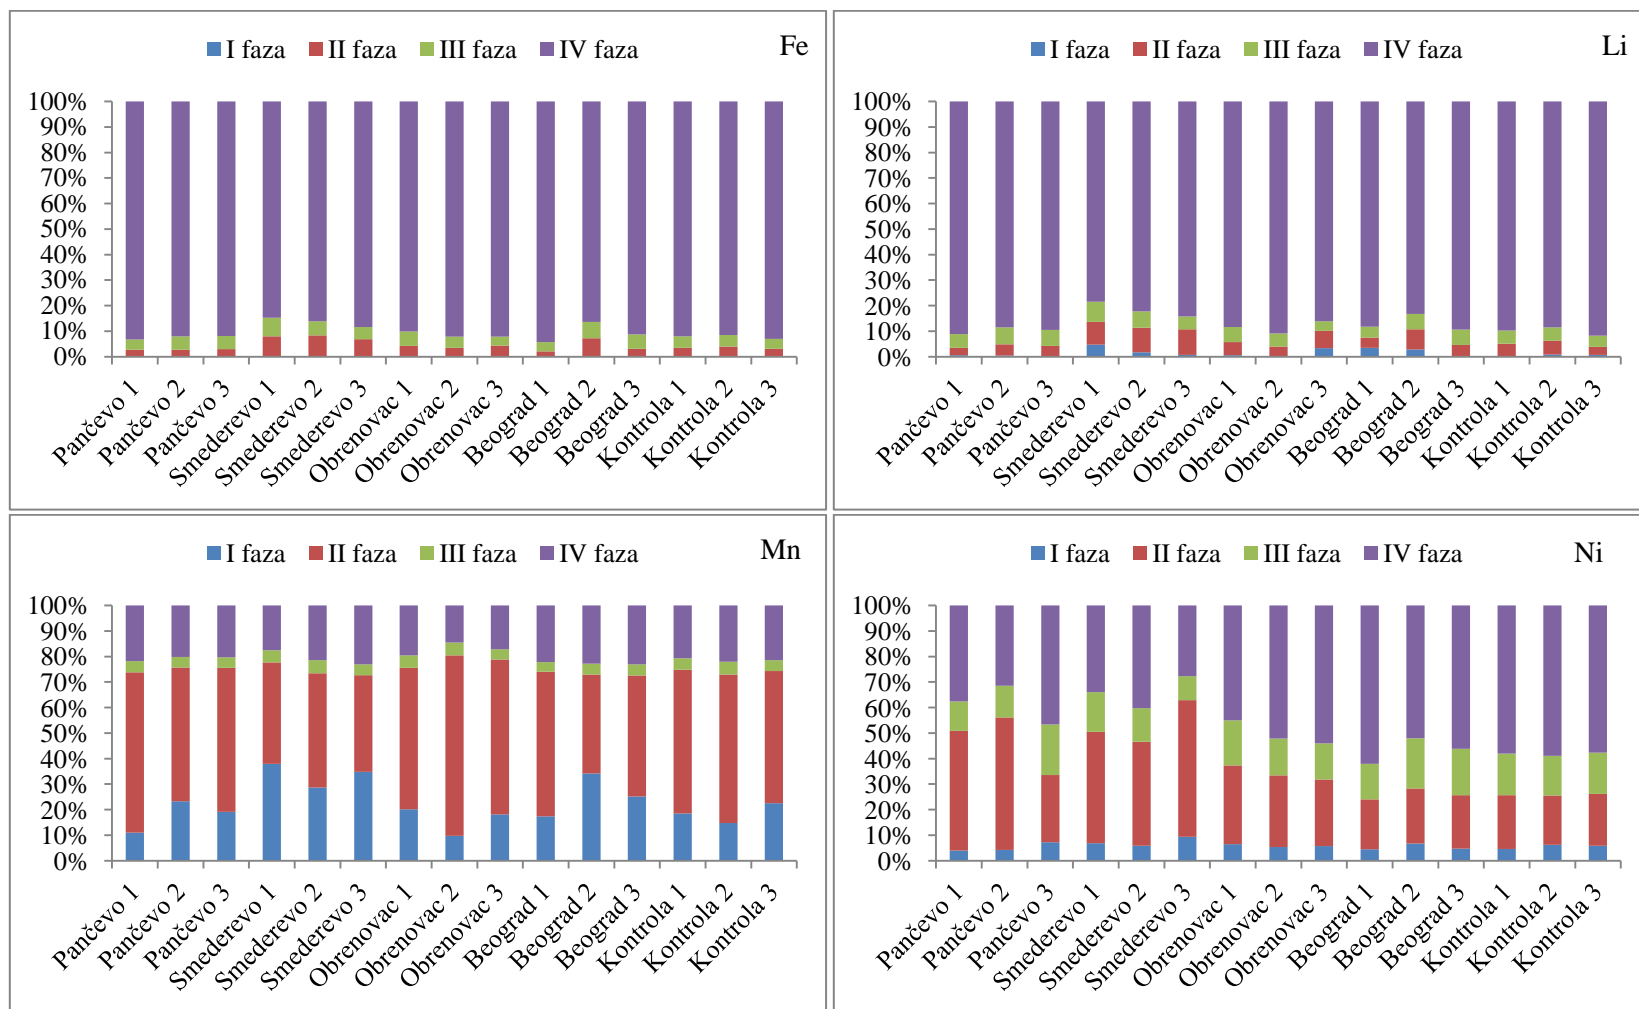 I faza II faza III faza IV faza Fe
100%
90%
80%
70%
60%
50%
40%
30%
20%
10%
0%
Pančevo 1
Pančevo 2
Pančevo 3
Smederevo 1
Smederevo 2
Smederevo 3
Obrenovac 1
Obrenovac 2
Obrenovac 3
Beograd 1
Beograd 2
Beograd 3
Kontrola 1
Kontrola 2
Kontrola 3
I faza II faza III faza IV faza Li
100%
90%
80%
70%
60%
50%
40%
30%
20%
10%
0%
Pančevo 1
Pančevo 2
Pančevo 3
Smederevo 1
Smederevo 2
Smederevo 3
Obrenovac 1
Obrenovac 2
Obrenovac 3
Beograd 1
Beograd 2
Beograd 3
Kontrola 1
Kontrola 2
Kontrola 3
I faza II faza III faza IV faza Mn
100%
90%
80%
70%
60%
50%
40%
30%
20%
10%
0%
Pančevo 1
Pančevo 2
Pančevo 3
Smederevo 1
Smederevo 2
Smederevo 3
Obrenovac 1
Obrenovac 2
Obrenovac 3
Beograd 1
Beograd 2
Beograd 3
Kontrola 1
Kontrola 2
Kontrola 3
I faza II faza III faza IV faza Ni
100%
90%
80%
70%
60%
50%
40%
30%
20%
10%
0%
Pančevo 1
Pančevo 2
Pančevo 3
Smederevo 1
Smederevo 2
Smederevo 3
Obrenovac 1
Obrenovac 2
Obrenovac 3
Beograd 1
Beograd 2
Beograd 3
Kontrola 1
Kontrola 2
Kontrola 3